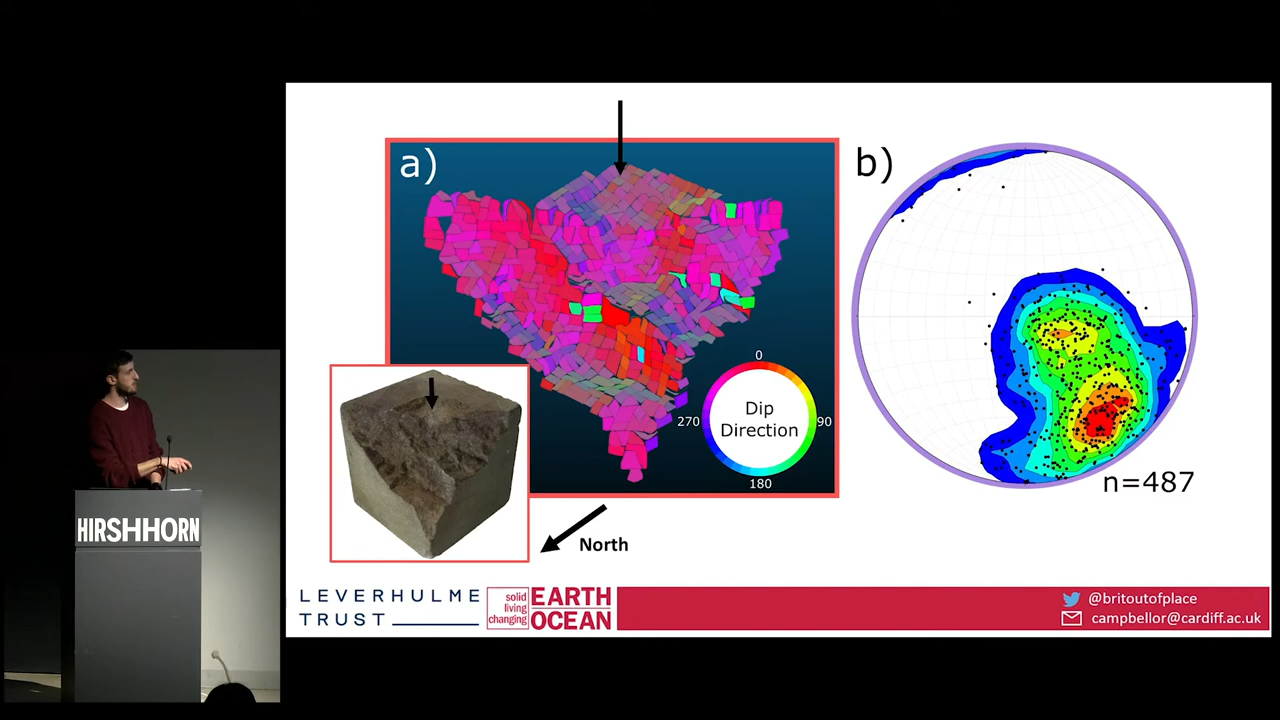 HIRSHHORN
a)
b)
0
Dip
Direction
270
90
180
n=487
North
LEVERHULME
TRUST
solid
living
changing
EARTH
OCEAN
@britoutofplace
campbellor@cardiff.ac.uk